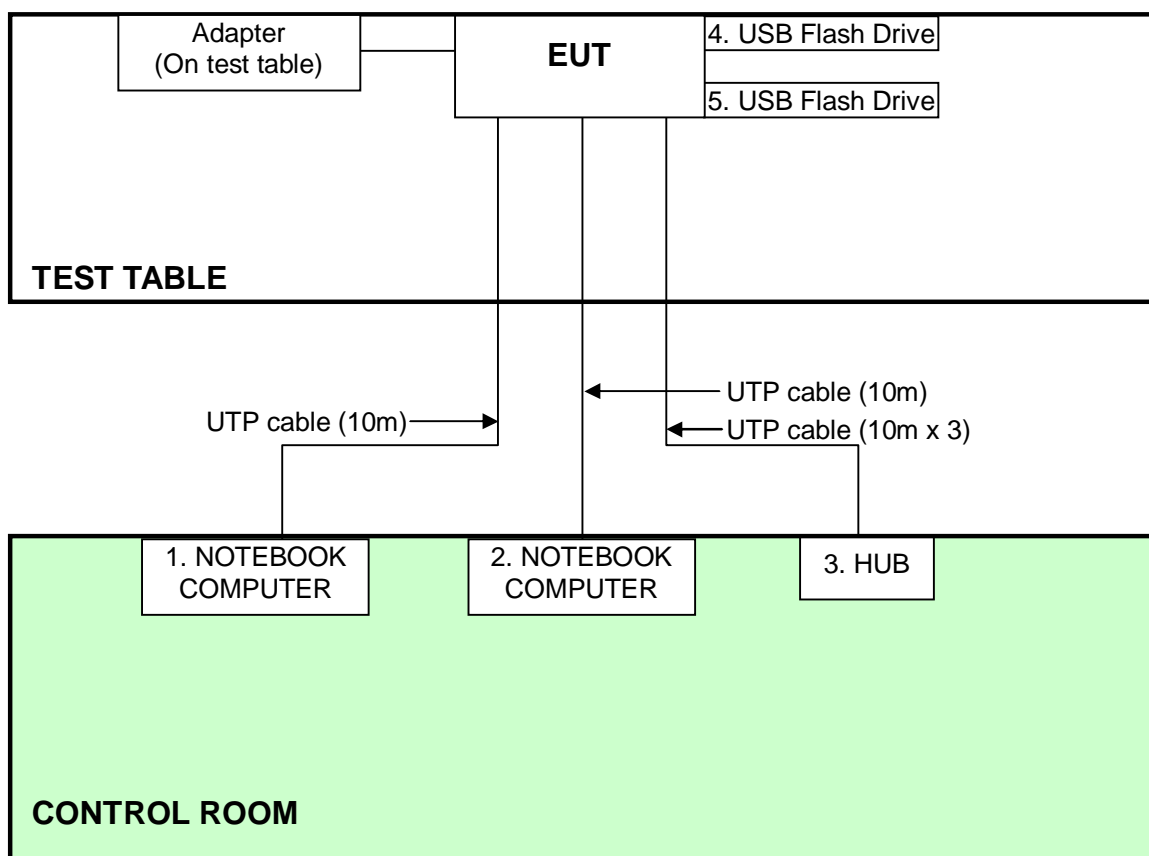 Adapter
(On test table)
EUT
4. USB Flash Drive
5. USB Flash Drive
TEST TABLE
UTP cable (10m)
UTP cable (10m)
UTP cable (10m x 3)
1. NOTEBOOK
COMPUTER
2. NOTEBOOK
COMPUTER
3. HUB
CONTROL ROOM